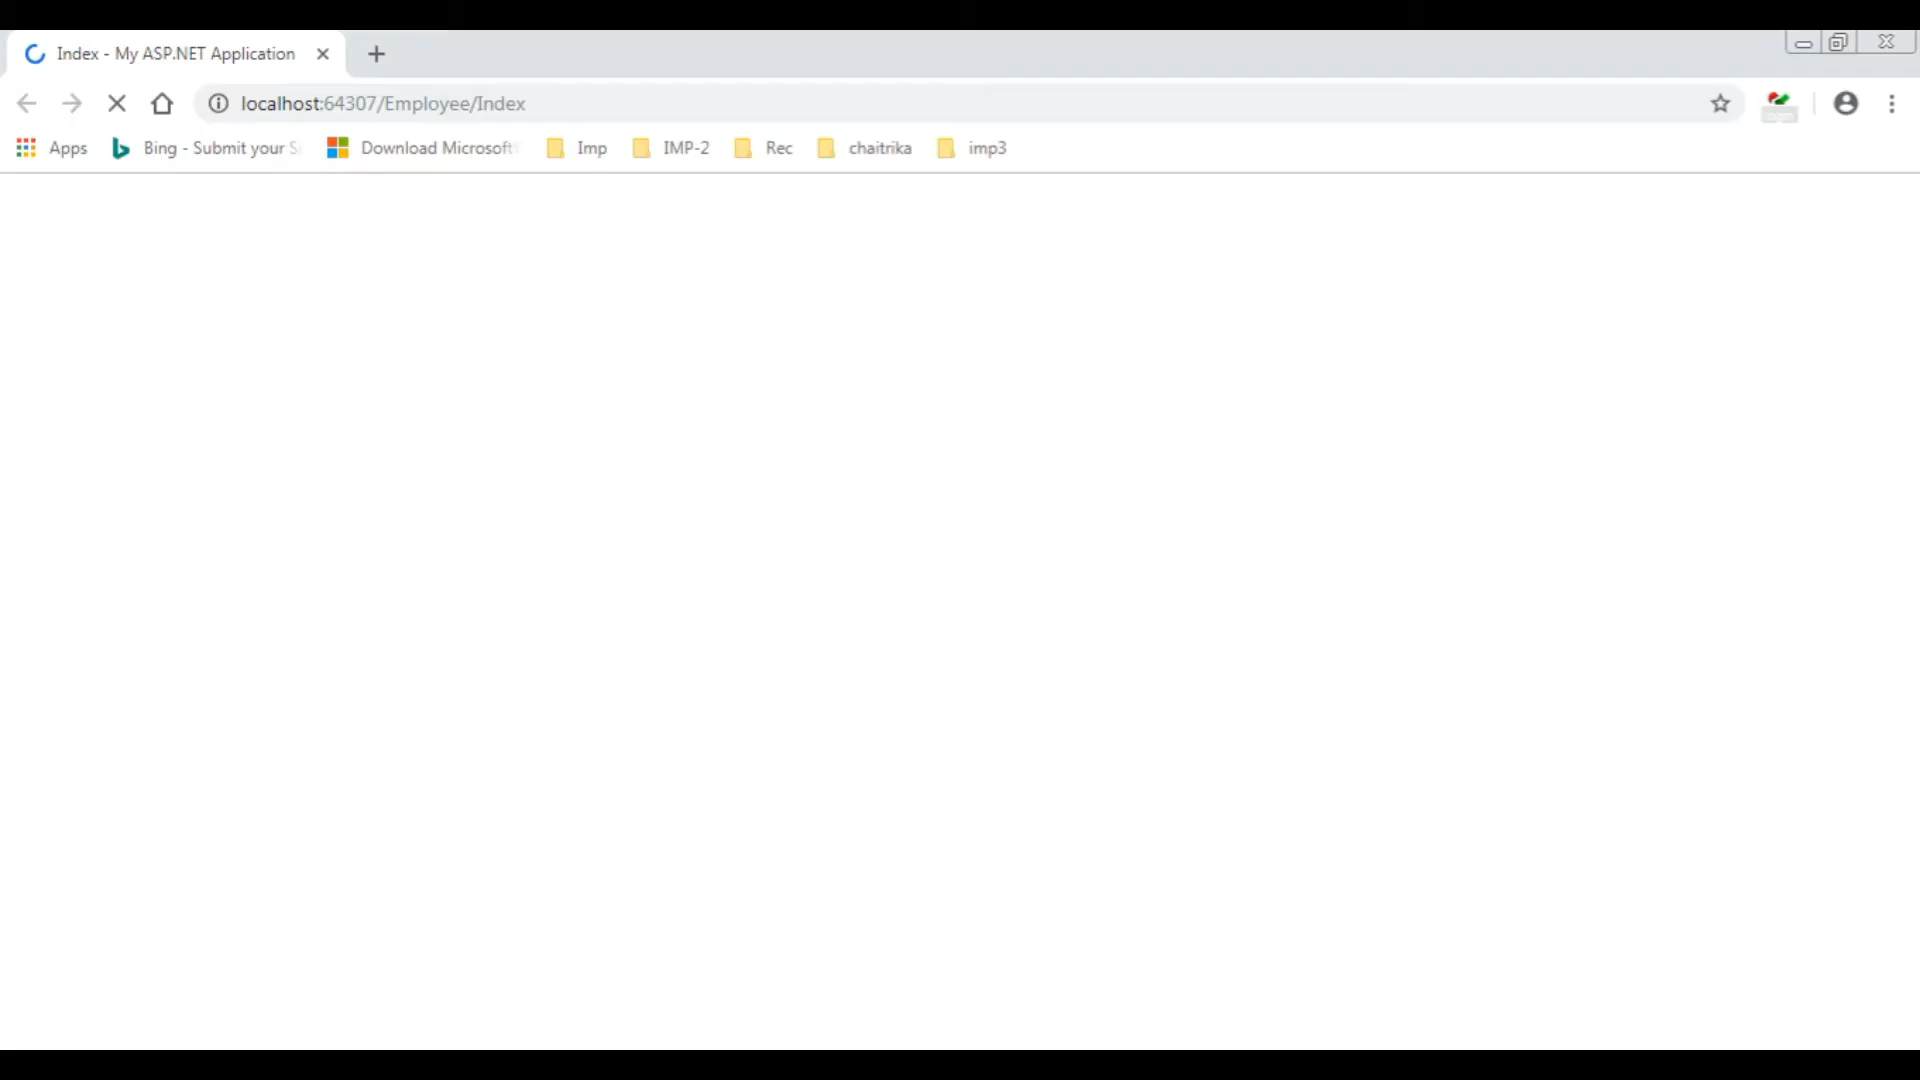 Index - My ASP.NET Application
localhost:64307/Employee/Index
Apps Bing - Submit your Download Microsoft Imp IMP-2 Rec chaitrika imp3